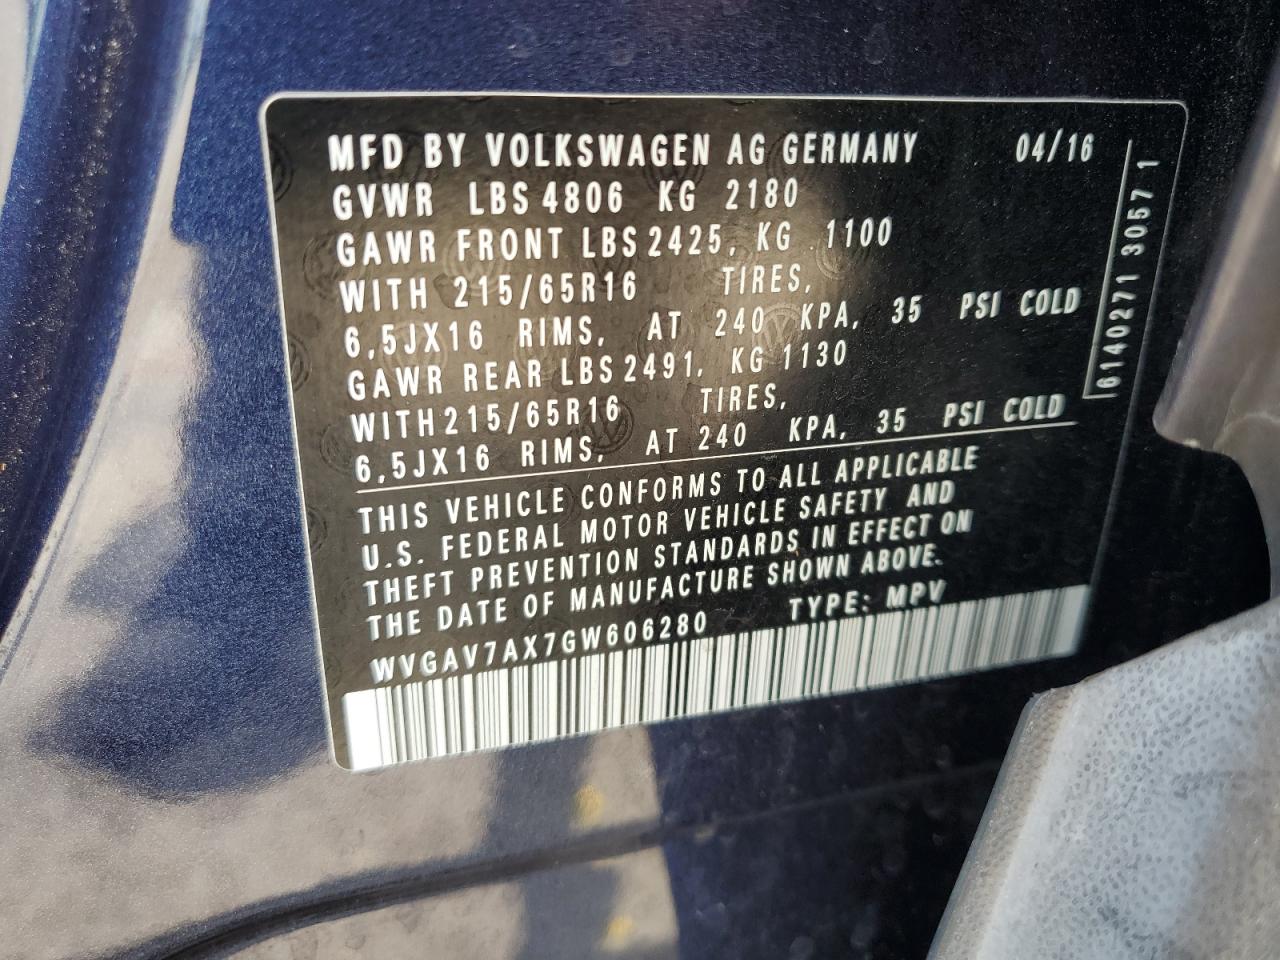 MFD BY VOLKSWAGEN AG GERMANY 04/16
GVWR LBS 4806 KG 2180
GAWR FRONT LBS 2425, KG 1100
WITH 215/65R16 TIRES,
6,5JX16 RIMS, AT 240 KPA, 35 PSI COLD
GAWR REAR LBS 2491, KG 1130
WITH 215/65R16 TIRES,
6,5JX16 RIMS, AT 240 KPA, 35 PSI COLD
THIS VEHICLE CONFORMS TO ALL APPLICABLE
U.S. FEDERAL MOTOR VEHICLE SAFETY AND
THEFT PREVENTION STANDARDS IN EFFECT ON
THE DATE OF MANUFACTURE SHOWN ABOVE.
WVGAV7AX7GW606280 TYPE: MPV
6140271 3057 1